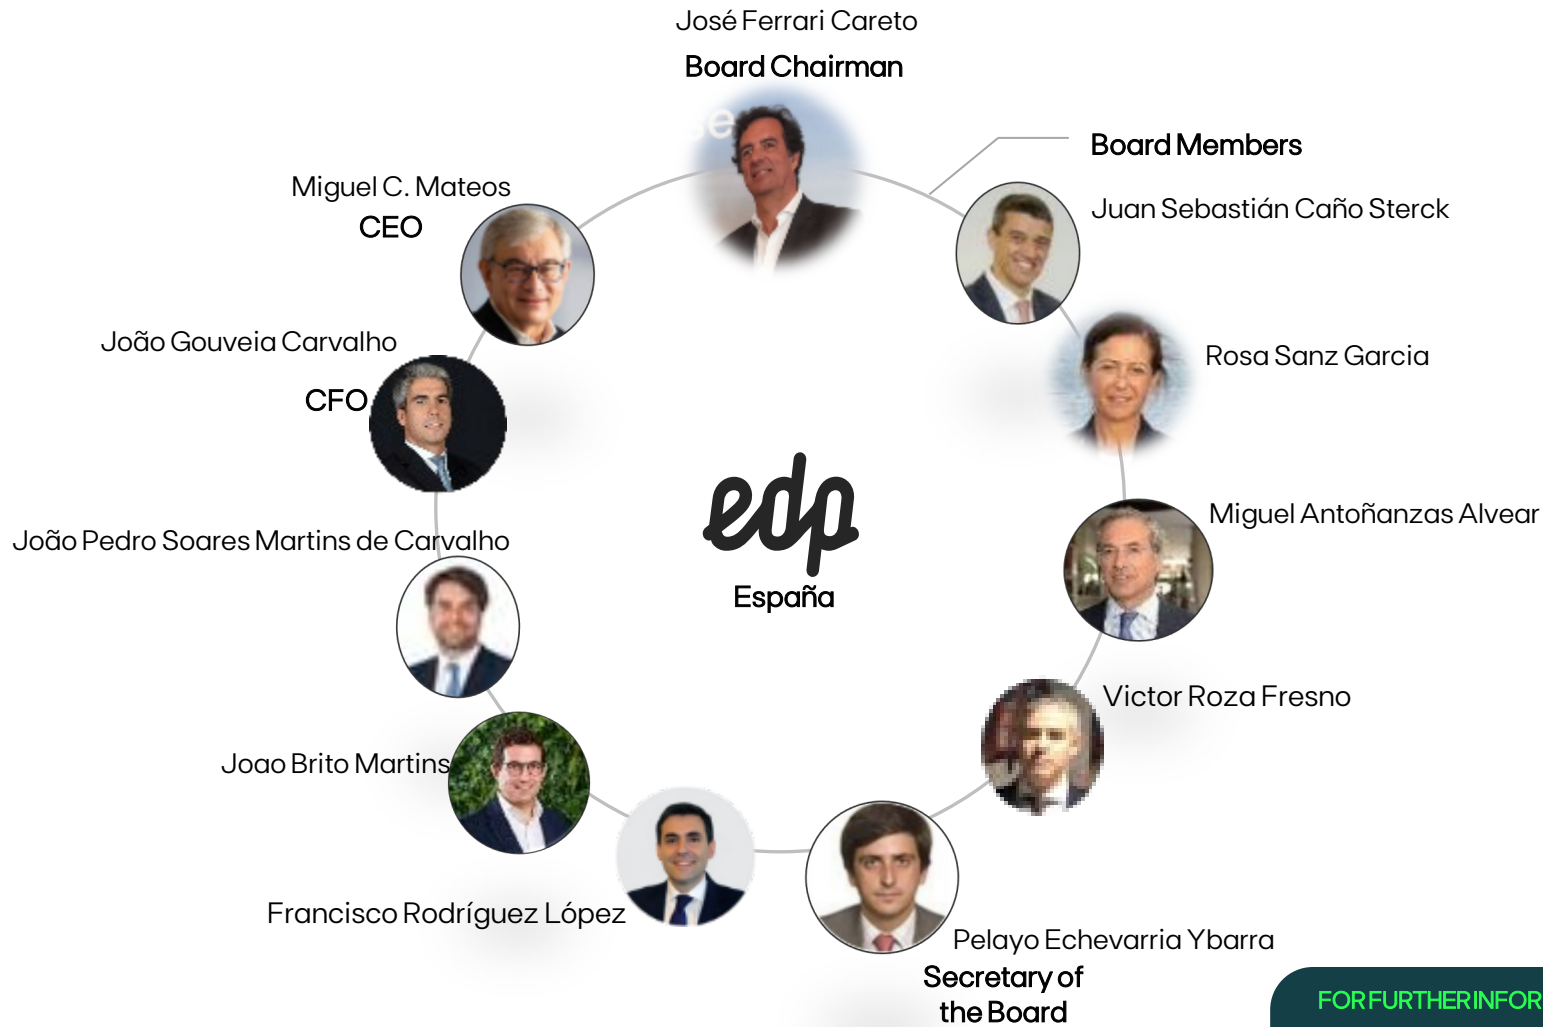 José Ferrari Careto
Board Chairman
se
Board Members
Miguel C. Mateos
CEO
Juan Sebastián Caño Sterck
João Gouveia Carvalho
CFO
Rosa Sanz Garcia
edp
España
Miguel Antoñanzas Alvear
João Pedro Soares Martins de Carvalho
Victor Roza Fresno
Joao Brito Martins
Francisco Rodríguez López
Pelayo Echevarria Ybarra
Secretary of
the Board
FOR FURTHER INFOR